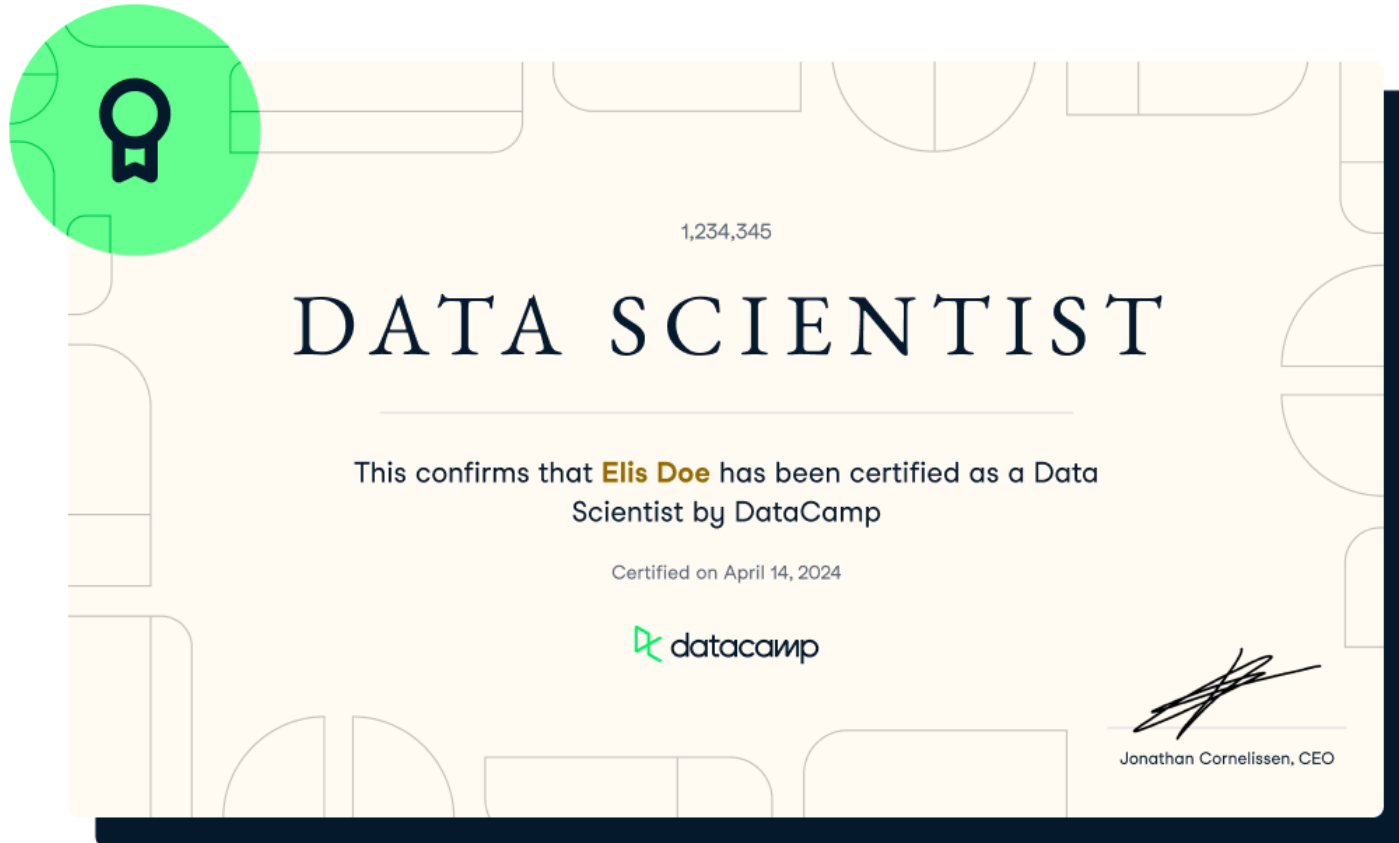 1,234,345
DATA SCIENTIST
This confirms that Elis Doe has been certified as a Data
Scientist by DataCamp
Certified on April 14, 2024
datacamp
Jonathan Cornelissen, CEO